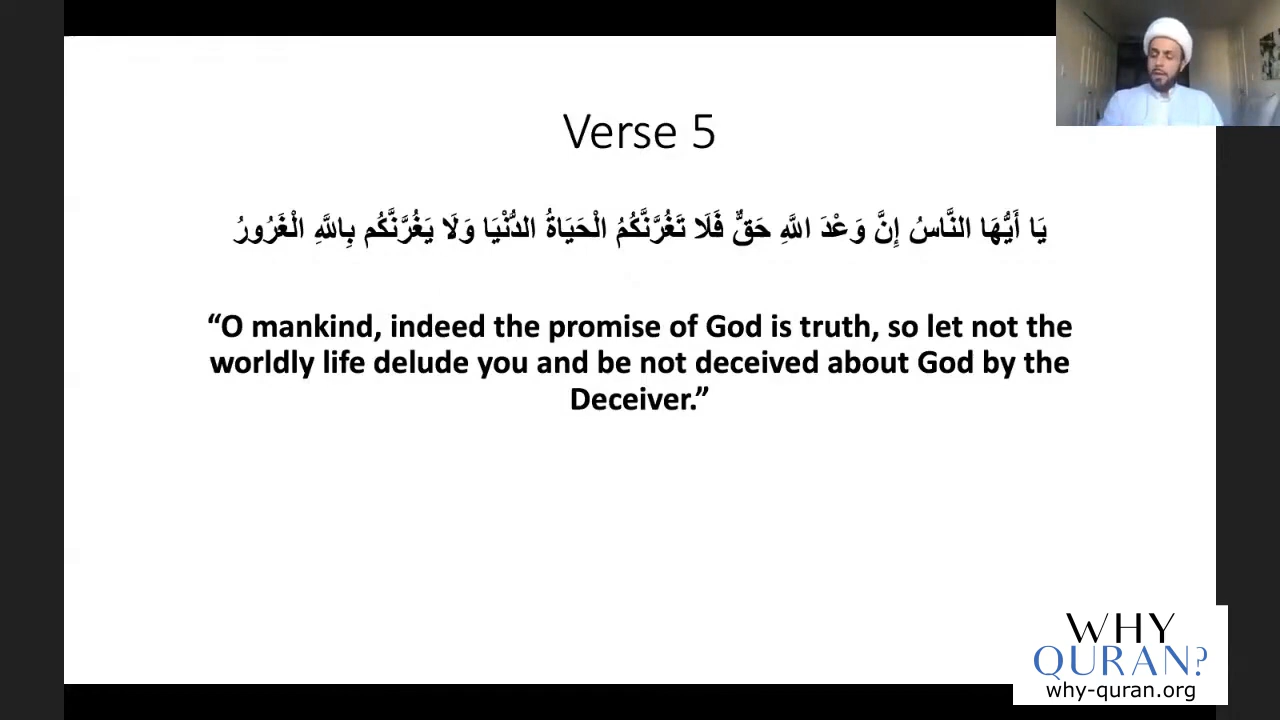 Verse 5
يَا أَيُّهَا النَّاسُ إِنَّ وَعْدَ اللَّهِ حَقٌّ فَلَا تَغُرَّنَّكُمُ الْحَيَاةُ الدُّنْيَا وَلَا يَغُرَّنَّكُم بِاللَّهِ الْغَرُورُ
“O mankind, indeed the promise of God is truth, so let not the
worldly life delude you and be not deceived about God by the
Deceiver.”
WHY
QURAN?
why-quran.org